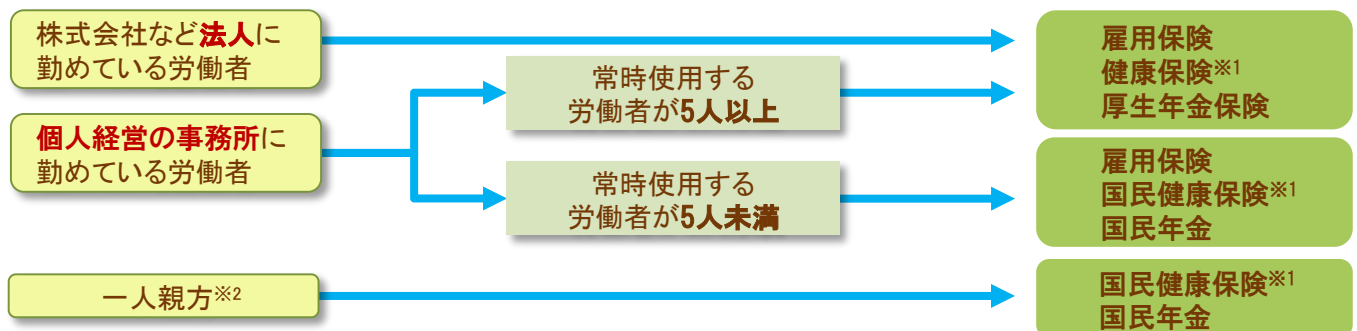 株式会社など法人に
勤めている労働者
雇用保険
健康保険※1
厚生年金保険
常時使用する
労働者が5人以上
個人経営の事務所に
勤めている労働者
常時使用する
労働者が5人未満
雇用保険
国民健康保険※1
国民年金
一人親方※2
国民健康保険※1
国民年金